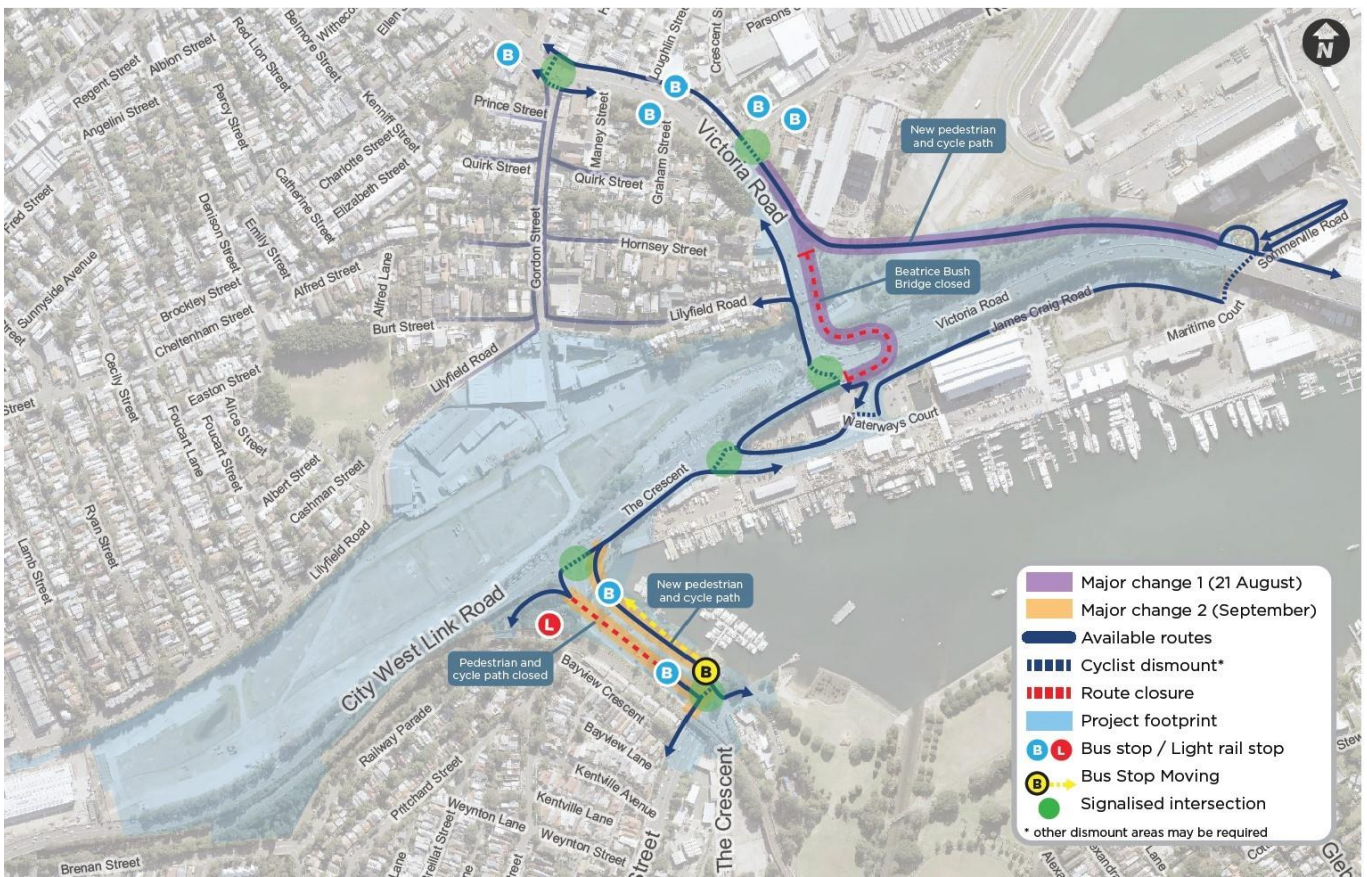 N
Regent Street
Albion Street
Red Lion Street
Belmore Street
Ellen
Angelini Street
Percy Street
Kenniff Street
Charlotte Street
Elizabeth Street
Catherine Street
Denison Street
Emily Street
Alfred Street
Alfred Lane
Sunnyside Avenue
Brockley Street
Cheltenham Street
Burt Street
Cecily Street
Easton Street
Foucart Lane
Foucart Street
Alice Street
Albert Street
Cashman Street
Ryan Street
Lamb Street
Lilyfield Road
Lilyfield Road
Lilyfield Road
B
B
B
B
B
Prince Street
Quirk Street
Quirk Street
Maney Street
Graham Street
Loughlin Street
Gordon Street
Hornsey Street
Victoria Road
Victoria Road
New pedestrian
and cycle path
Beatrice Bush
Bridge closed
James Craig Road
Sommerville Road
Maritime Court
Waterways Court
The Crescent
City West Link Road
New pedestrian
and cycle path
B
L
B
B
Pedestrian and
cycle path closed
Bayview Crescent
Bayview Lane
Railway Parade
Pritchard Street
Kentville Avenue
Kentville Lane
Weynton Lane
Weynton Street
Brenan Street
Street
The Crescent
Major change 1 (21 August)
Major change 2 (September)
Available routes
Cyclist dismount*
Route closure
Project footprint
B L Bus stop / Light rail stop
B Bus Stop Moving
Signalised intersection
* other dismount areas may be required